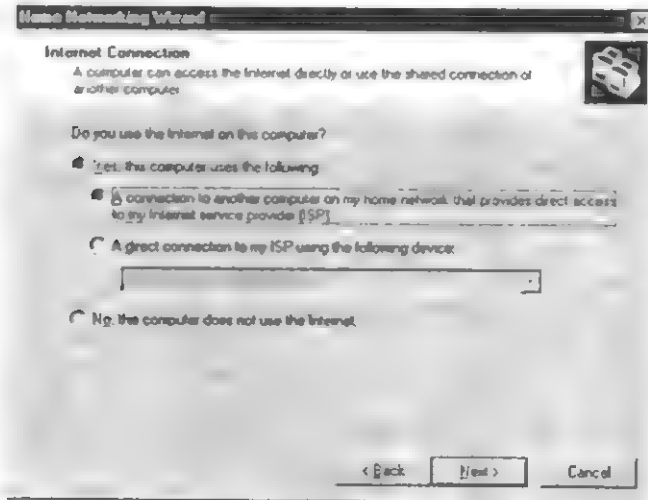 Home Networking Wizard
Internet Connection
A computer can access the Internet directly or use the shared connection of
another computer
Do you use the Internet on this computer?
Yes, this computer uses the following
A connection to another computer on my home network that provides direct access
to my Internet service provider (ISP)
A direct connection to my ISP using the following device:
No, the computer does not use the Internet.
< Back
Next >
Cancel